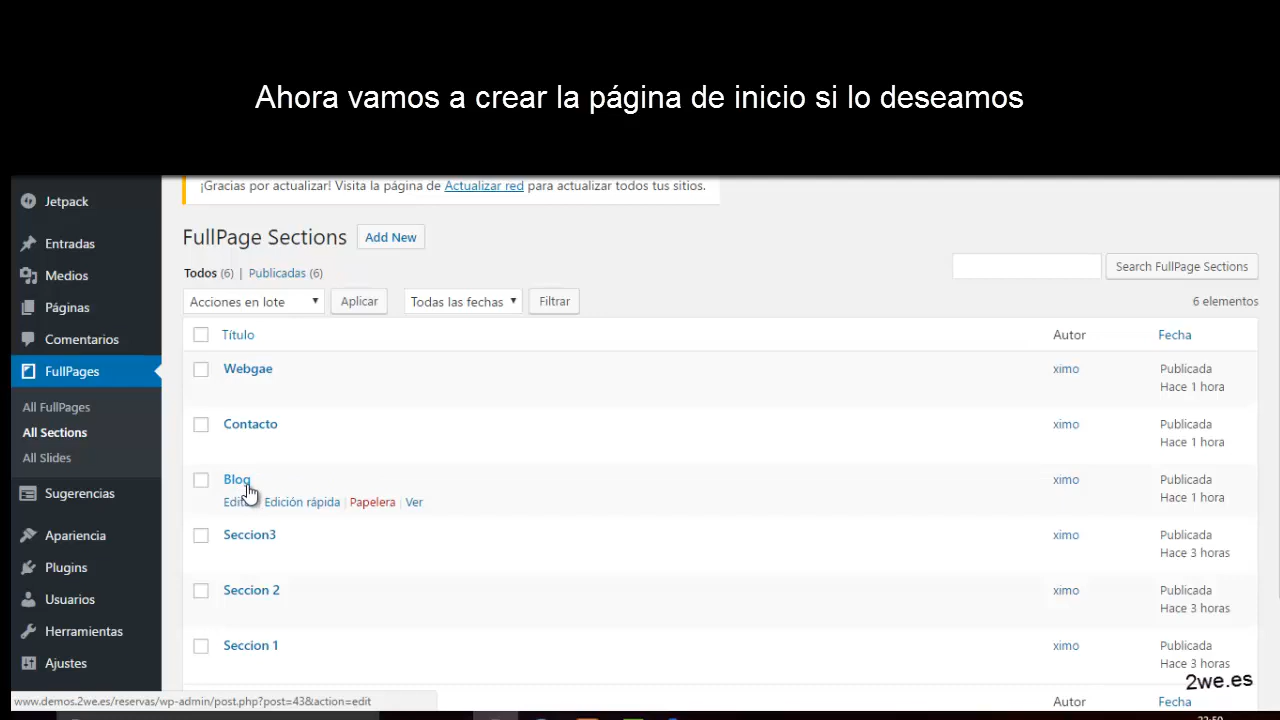 Ahora vamos a crear la página de inicio si lo deseamos
¡Gracias por actualizar! Visita la página de Actualizar red para actualizar todos tus sitios.
Jetpack
Entradas
Medios
Páginas
Comentarios
FullPages
All FullPages
All Sections
All Slides
Sugerencias
Apariencia
Plugins
Usuarios
Herramientas
Ajustes
FullPage Sections Add New
Todos (6) | Publicadas (6)
Search FullPage Sections
Acciones en lote Aplicar Todas las fechas Filtrar 6 elementos
Título Autor Fecha
Webgae ximo Publicada
Hace 1 hora
Contacto ximo Publicada
Hace 1 hora
Blog ximo Publicada
Edición rápida | Papelera | Ver Hace 1 hora
Seccion3 ximo Publicada
Hace 3 horas
Seccion 2 ximo Publicada
Hace 3 horas
Seccion 1 ximo Publicada
Hace 3 horas
2we.es
Autor Fecha
www.demos.2we.es/reservas/wp-admin/post.php?post=43&action=edit